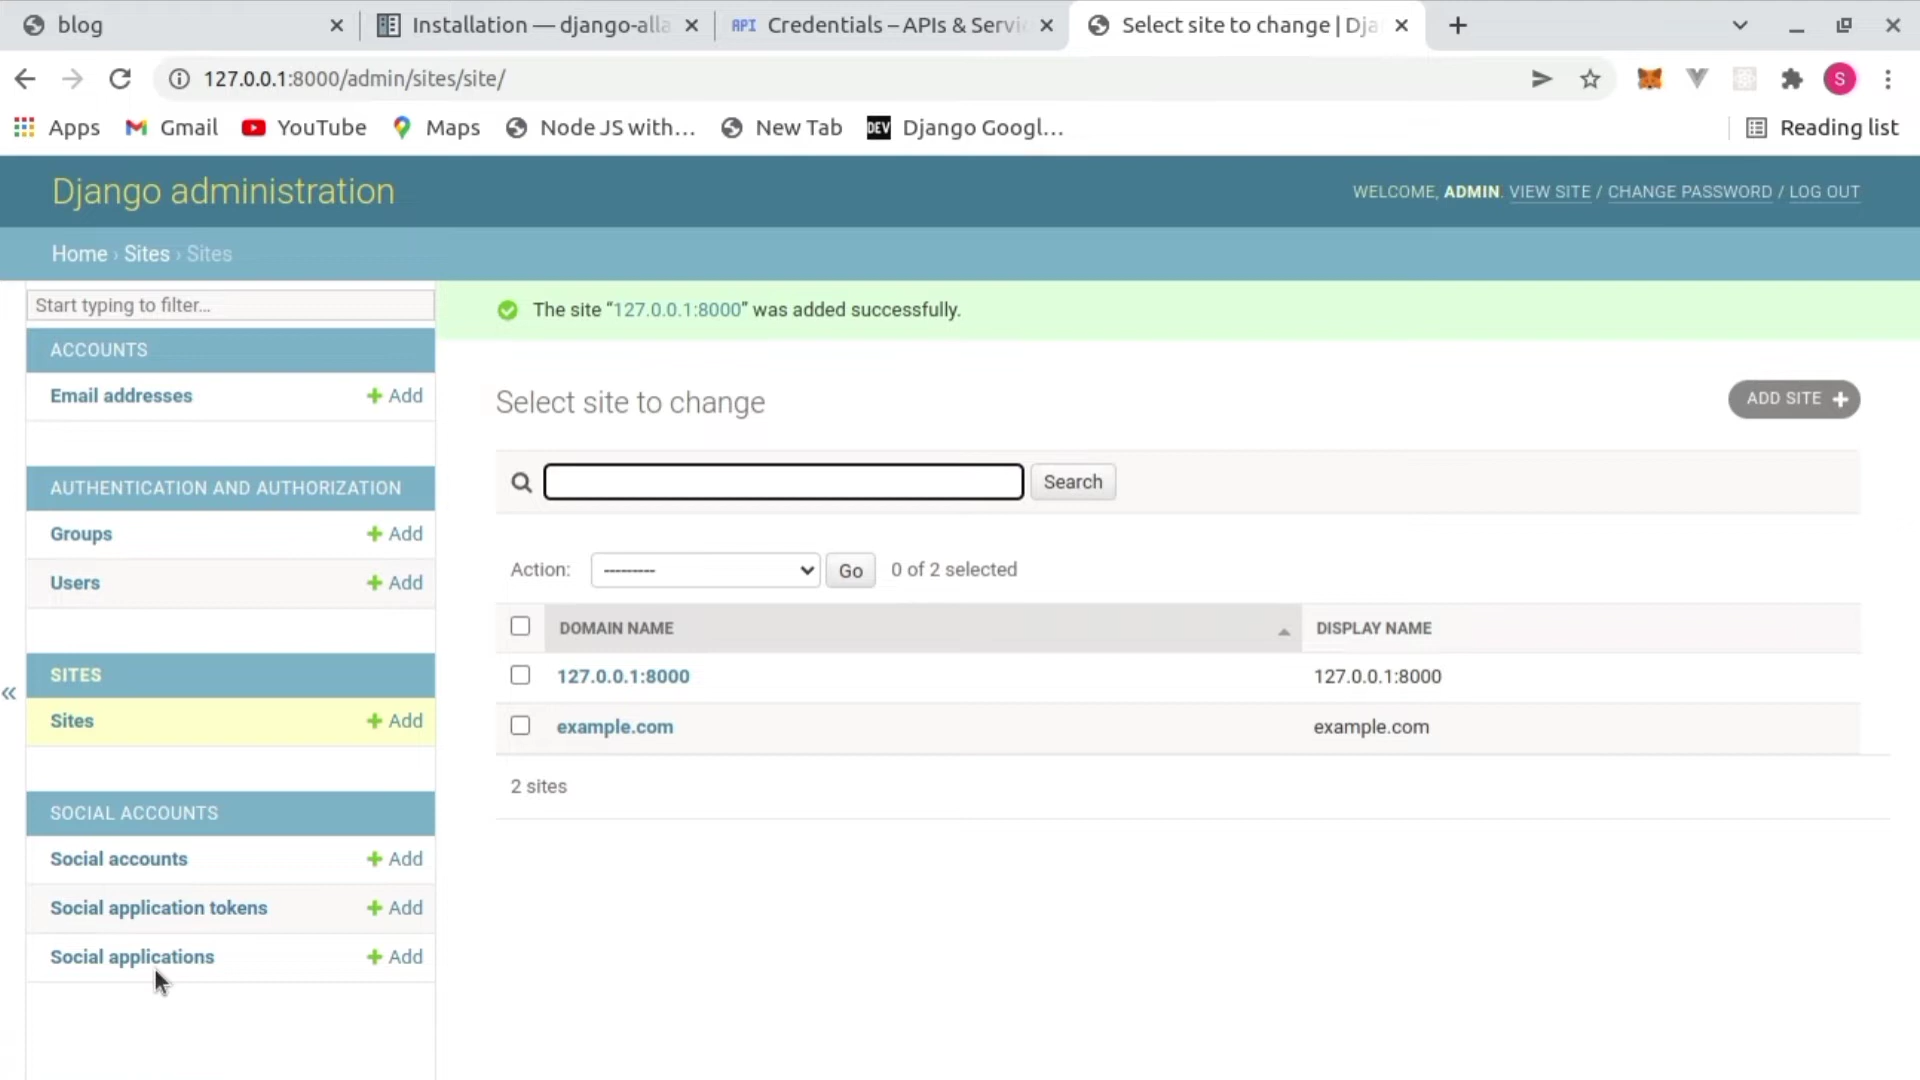 blog
Installation — django-alla
API Credentials – APIs & Servi
Select site to change | Dja
127.0.0.1:8000/admin/sites/site/
S
Apps
Gmail
YouTube
Maps
Node JS with...
New Tab
DEV Django Googl...
Reading list
Django administration
WELCOME, ADMIN. VIEW SITE / CHANGE PASSWORD / LOG OUT
Home › Sites › Sites
Start typing to filter...
The site “127.0.0.1:8000” was added successfully.
ACCOUNTS
Email addresses
Add
AUTHENTICATION AND AUTHORIZATION
Groups
Add
Users
Add
SITES
Sites
Add
SOCIAL ACCOUNTS
Social accounts
Add
Social application tokens
Add
Social applications
Add
Select site to change
ADD SITE
Search
Action: --------- Go 0 of 2 selected
DOMAIN NAME DISPLAY NAME
127.0.0.1:8000 127.0.0.1:8000
example.com example.com
2 sites